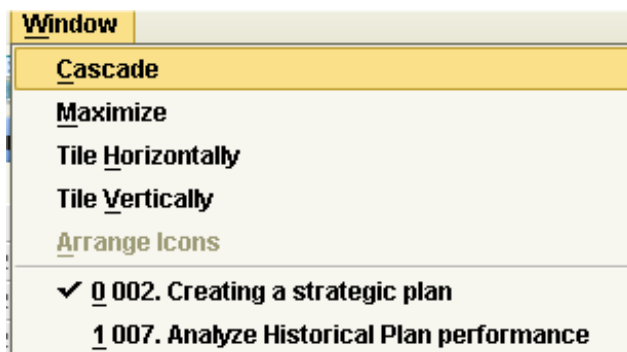 Window
Cascade
Maximize
Tile Horizontally
Tile Vertically
Arrange Icons
✓ 0 002. Creating a strategic plan
1 007. Analyze Historical Plan performance